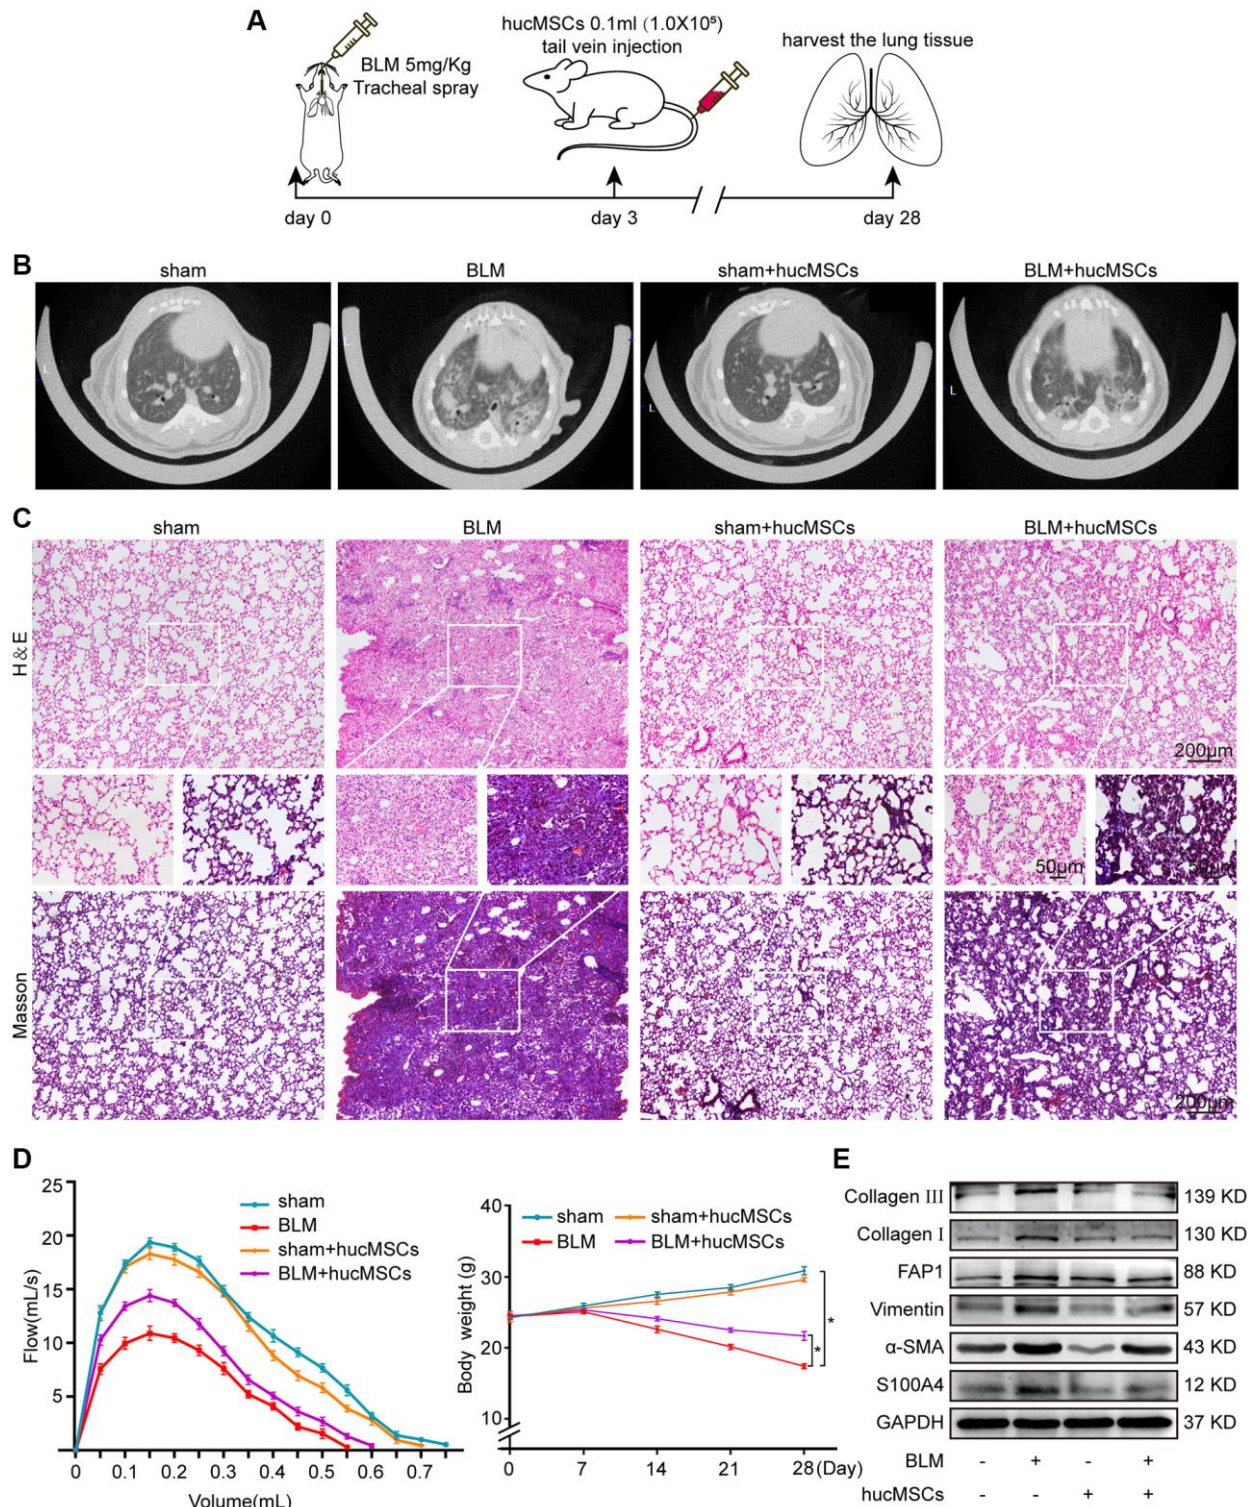 A
BLM 5mg/Kg
Tracheal spray
hucMSCs 0.1ml (1.0X10⁵)
tail vein injection
harvest the lung tissue
day 0
day 3
day 28
B
sham
BLM
sham+hucMSCs
BLM+hucMSCs
L
L
L
C
sham
BLM
sham+hucMSCs
BLM+hucMSCs
H&E
200μm
50μm
50μm
Masson
200μm
D
25
20
15
10
5
0
0.1
0.2
0.3
0.4
0.5
0.6
0.7
Flow(mL/s)
Volume(mL)
sham
BLM
sham+hucMSCs
BLM+hucMSCs
40
30
20
10
0
7
14
21
28(Day)
Body weight (g)
sham
sham+hucMSCs
BLM
BLM+hucMSCs
*
*
E
Collagen III
139 KD
Collagen I
130 KD
FAP1
88 KD
Vimentin
57 KD
α-SMA
43 KD
S100A4
12 KD
GAPDH
37 KD
BLM - + - +
hucMSCs - - + +